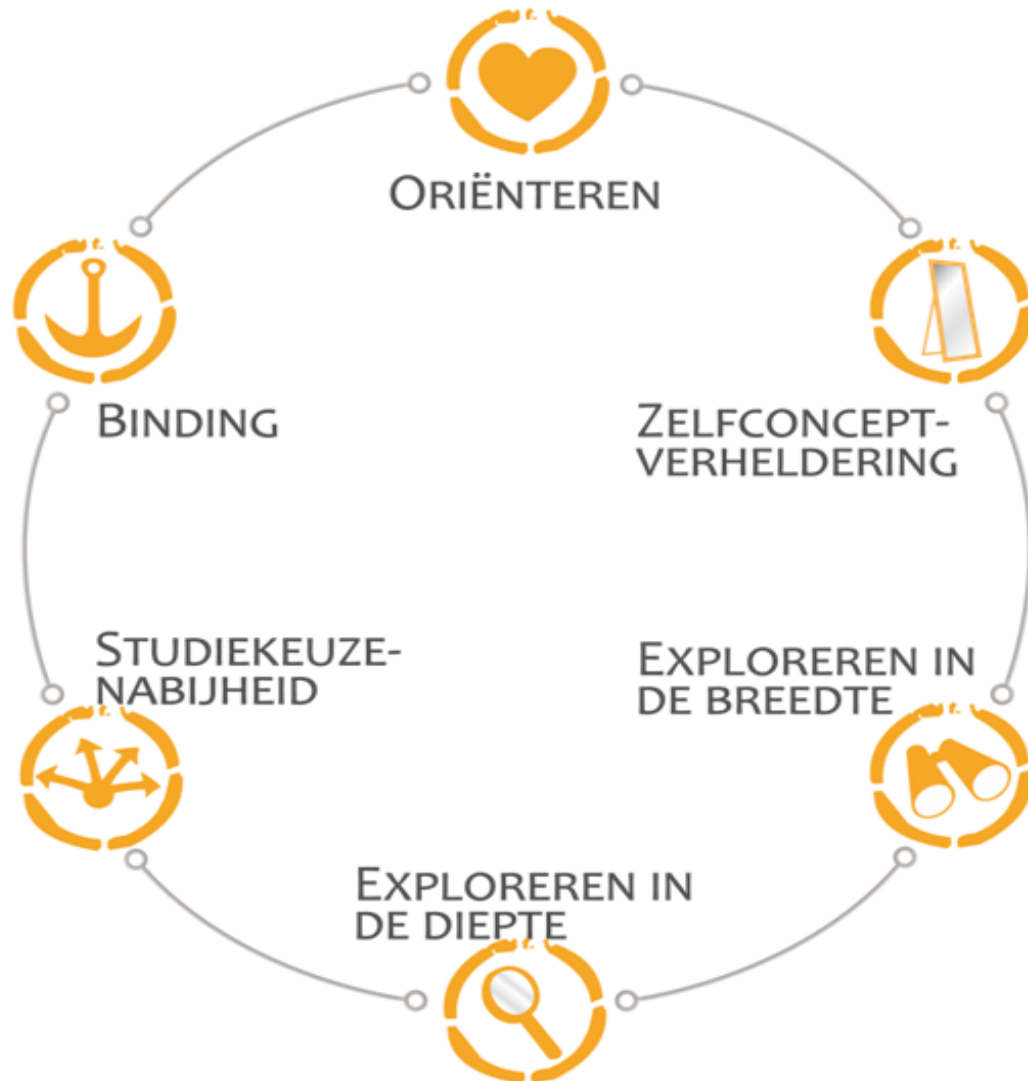 ORIËNTEREN
BINDING
ZELFCONCEPT-
VERHELDERING
STUDIEKEUZE-
NABIJHEID
EXPLOREREN IN
DE BREEDTE
EXPLOREREN IN
DE DIEPTE